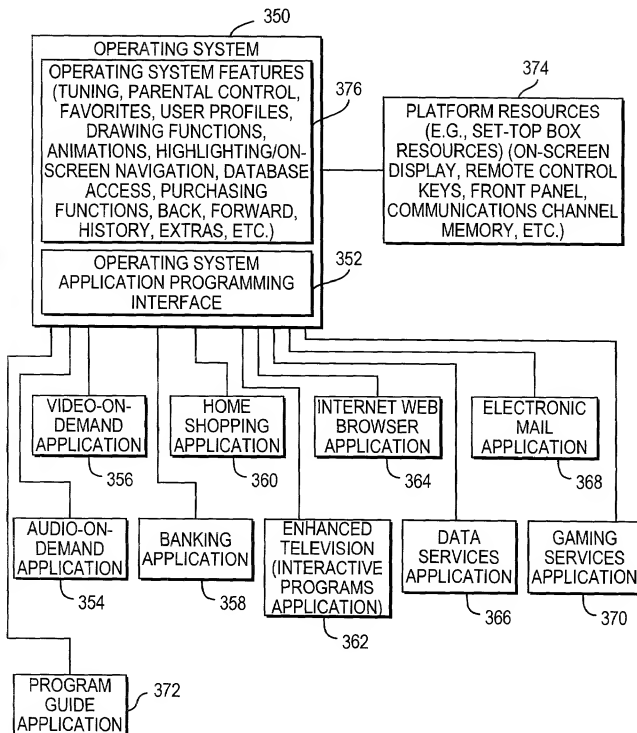 350
OPERATING SYSTEM
OPERATING SYSTEM FEATURES
(TUNING, PARENTAL CONTROL,
FAVORITES, USER PROFILES,
DRAWING FUNCTIONS,
ANIMATIONS, HIGHLIGHTING/ON-
SCREEN NAVIGATION, DATABASE
ACCESS, PURCHASING
FUNCTIONS, BACK, FORWARD,
HISTORY, EXTRAS, ETC.)
376
374
PLATFORM RESOURCES
(E.G., SET-TOP BOX
RESOURCES) (ON-SCREEN
DISPLAY, REMOTE CONTROL
KEYS, FRONT PANEL,
COMMUNICATIONS CHANNEL
MEMORY, ETC.)
OPERATING SYSTEM
APPLICATION PROGRAMMING
INTERFACE
352
VIDEO-ON-
DEMAND
APPLICATION
356
HOME
SHOPPING
APPLICATION
360
INTERNET WEB
BROWSER
APPLICATION
364
ELECTRONIC
MAIL
APPLICATION
368
AUDIO-ON-
DEMAND
APPLICATION
354
BANKING
APPLICATION
358
ENHANCED
TELEVISION
(INTERACTIVE
PROGRAMS
APPLICATION)
362
DATA
SERVICES
APPLICATION
366
GAMING
SERVICES
APPLICATION
370
PROGRAM
GUIDE
APPLICATION
372